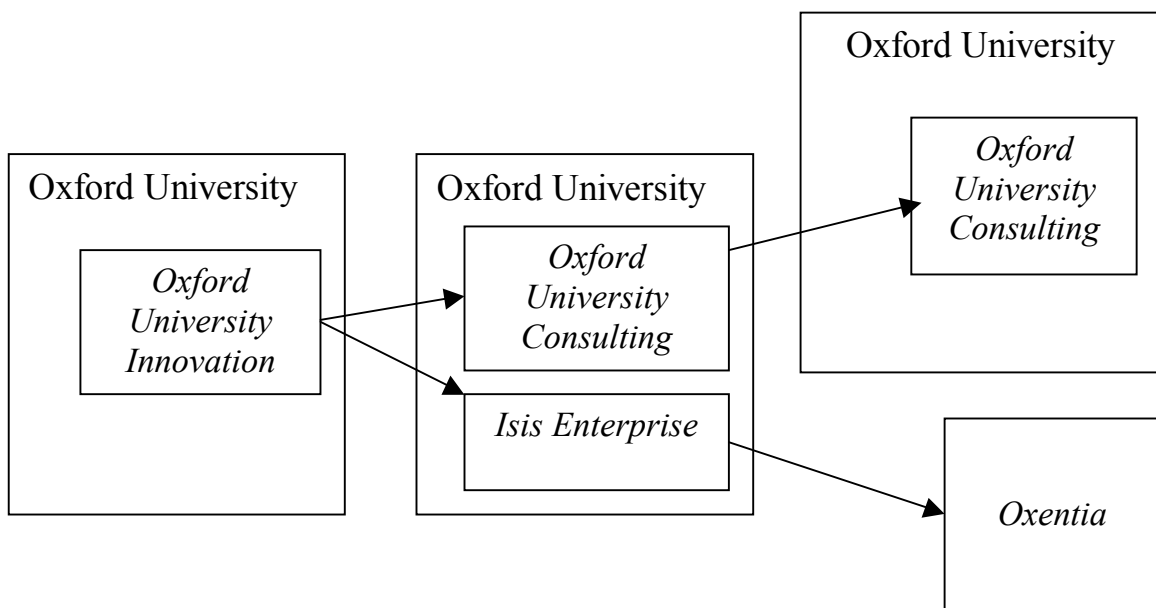 Oxford University
Oxford
University
Innovation
Oxford University
Oxford
University
Consulting
Isis Enterprise
Oxford University
Oxford
University
Consulting
Oxentia